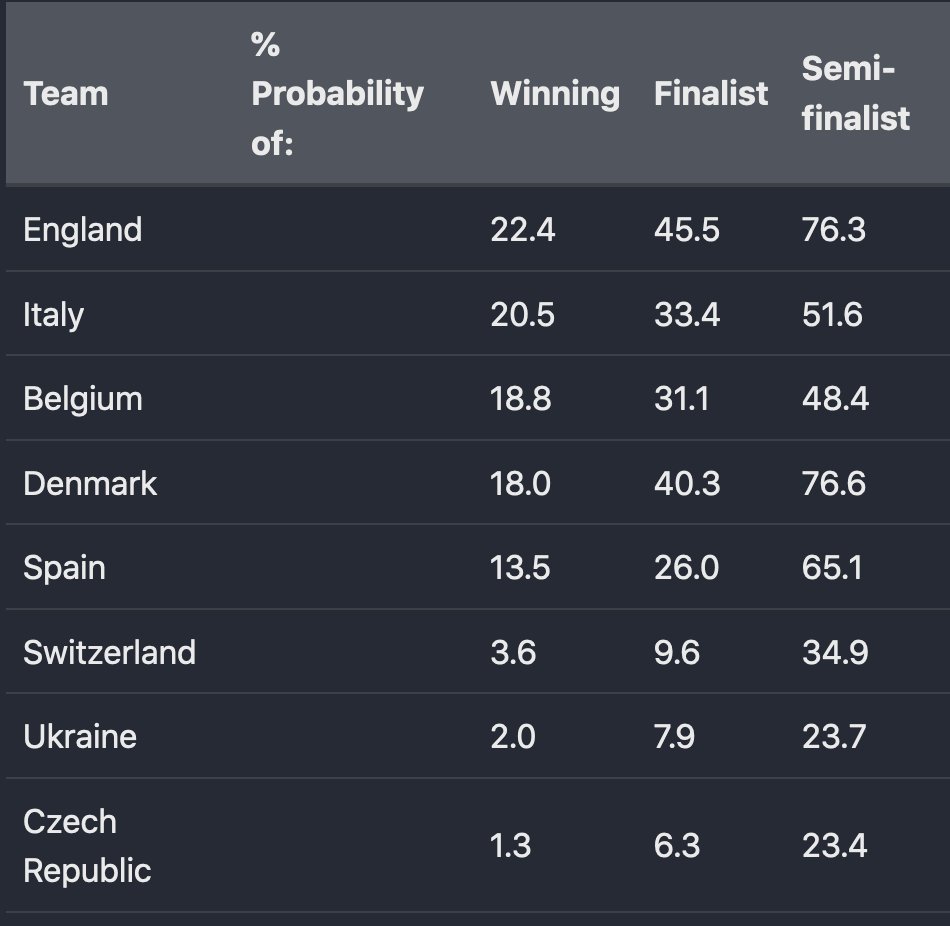 Team % Probability of: Winning Finalist Semi-finalist
England 22.4 45.5 76.3
Italy 20.5 33.4 51.6
Belgium 18.8 31.1 48.4
Denmark 18.0 40.3 76.6
Spain 13.5 26.0 65.1
Switzerland 3.6 9.6 34.9
Ukraine 2.0 7.9 23.7
Czech Republic 1.3 6.3 23.4